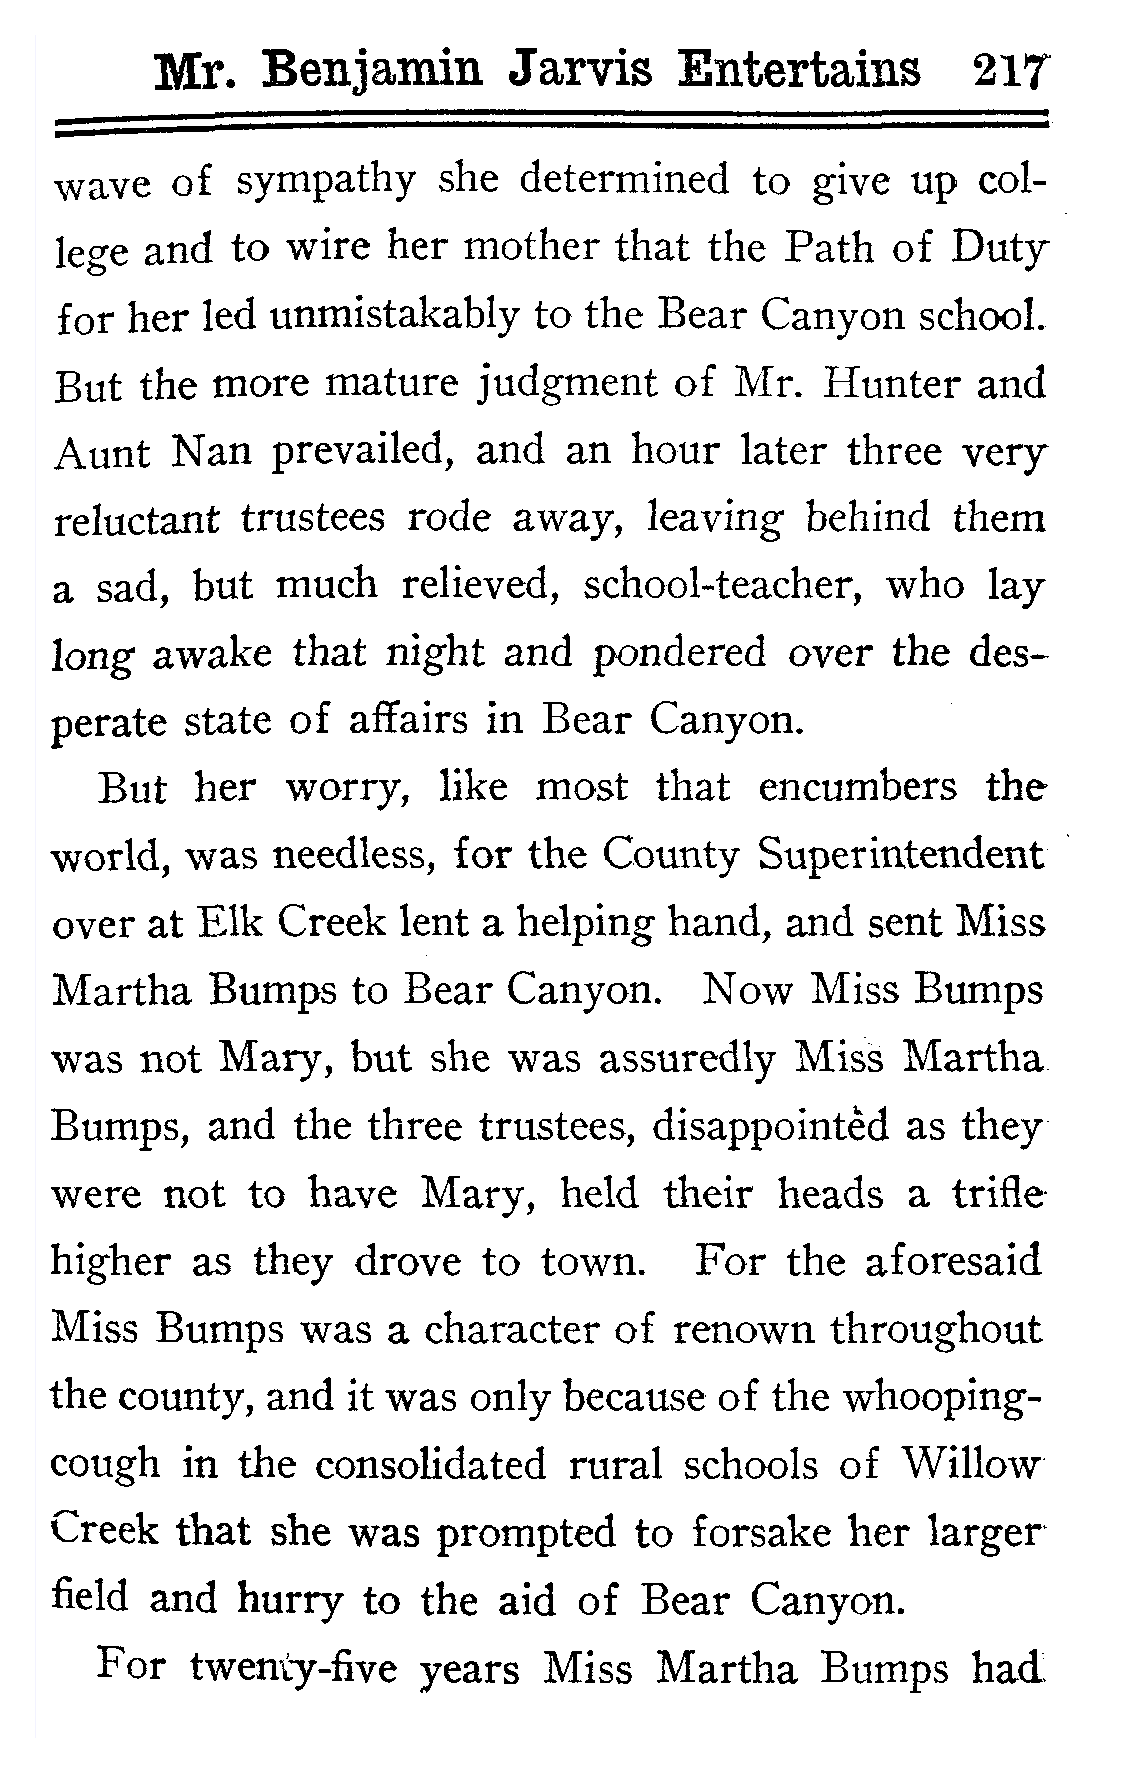 Mr. Benjamin Jarvis Entertains 217
wave of sympathy she determined to give up col-
lege and to wire her mother that the Path of Duty
for her led unmistakably to the Bear Canyon school.
But the more mature judgment of Mr. Hunter and
Aunt Nan prevailed, and an hour later three very
reluctant trustees rode away, leaving behind them
a sad, but much relieved, school-teacher, who lay
long awake that night and pondered over the des-
perate state of affairs in Bear Canyon.
But her worry, like most that encumbers the
world, was needless, for the County Superintendent
over at Elk Creek lent a helping hand, and sent Miss
Martha Bumps to Bear Canyon. Now Miss Bumps
was not Mary, but she was assuredly Miss Martha
Bumps, and the three trustees, disappointed as they
were not to have Mary, held their heads a trifle
higher as they drove to town. For the aforesaid
Miss Bumps was a character of renown throughout
the county, and it was only because of the whooping-
cough in the consolidated rural schools of Willow
Creek that she was prompted to forsake her larger
field and hurry to the aid of Bear Canyon.
For twenty-five years Miss Martha Bumps had